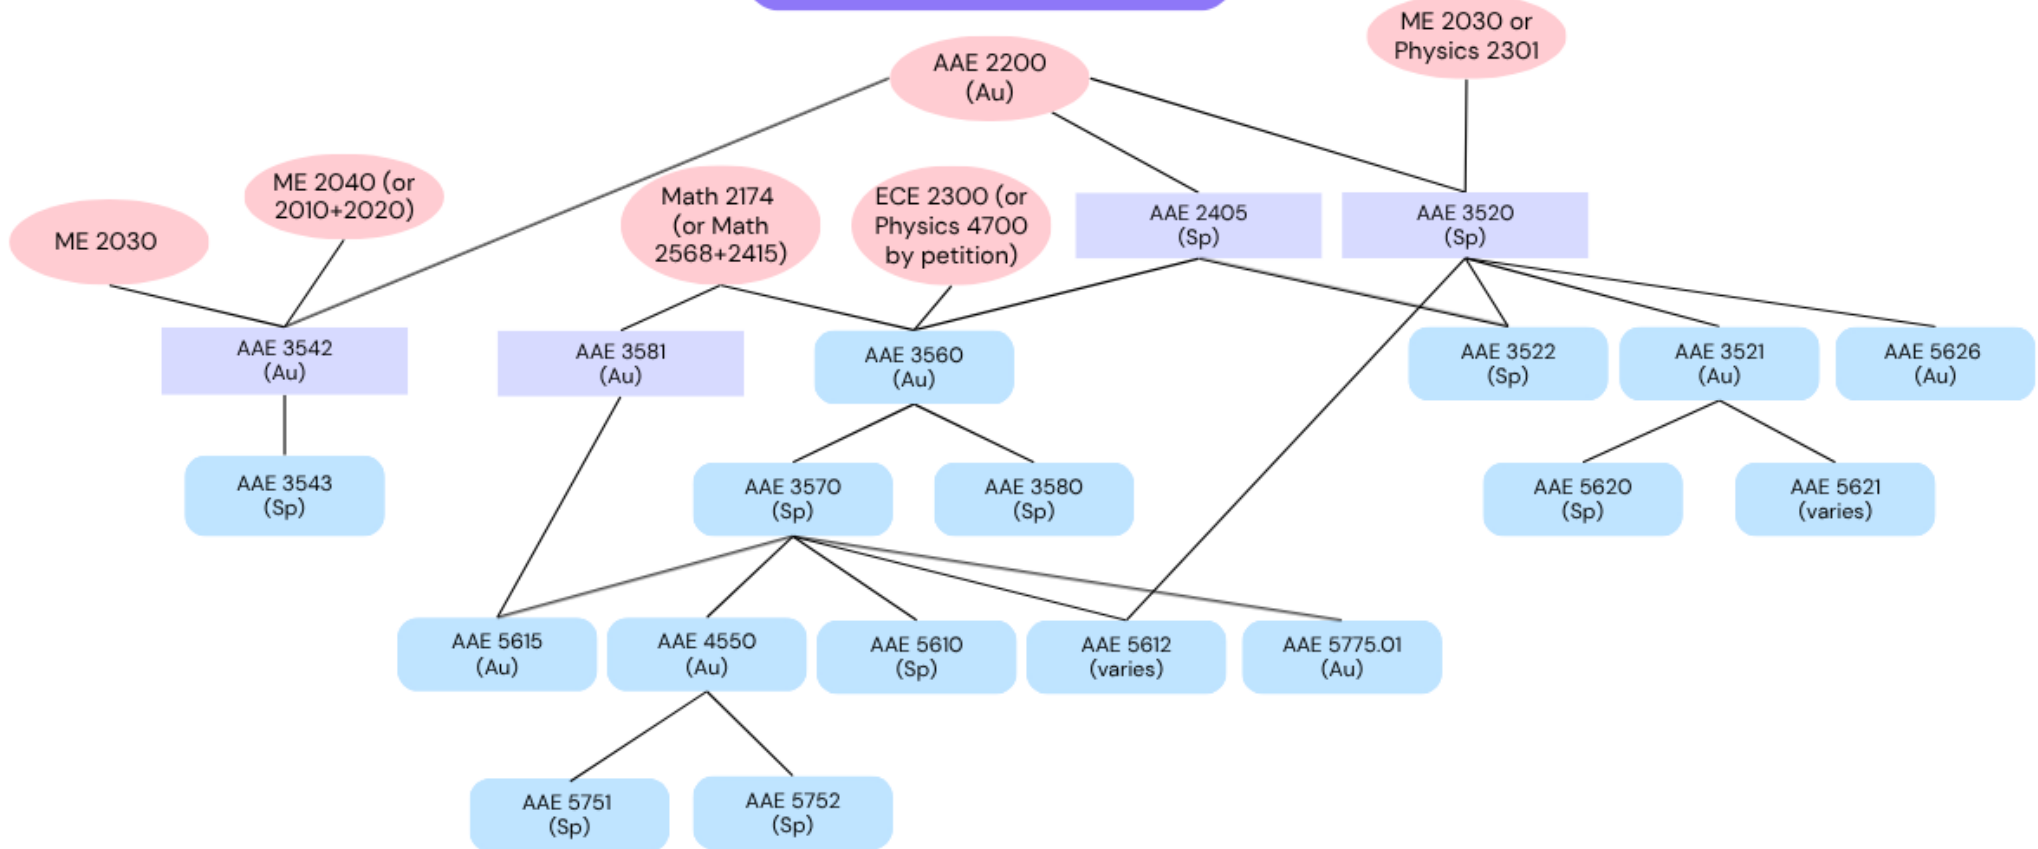 ME 2030 or
Physics 2301
AAE 2200
(Au)
ME 2040 (or
2010+2020)
ME 2030
Math 2174
(or Math
2568+2415)
ECE 2300 (or
Physics 4700
by petition)
AAE 2405
(Sp)
AAE 3520
(Sp)
AAE 3542
(Au)
AAE 3581
(Au)
AAE 3560
(Au)
AAE 3522
(Sp)
AAE 3521
(Au)
AAE 5626
(Au)
AAE 3543
(Sp)
AAE 3570
(Sp)
AAE 3580
(Sp)
AAE 5620
(Sp)
AAE 5621
(varies)
AAE 5615
(Au)
AAE 4550
(Au)
AAE 5610
(Sp)
AAE 5612
(varies)
AAE 5775.01
(Au)
AAE 5751
(Sp)
AAE 5752
(Sp)